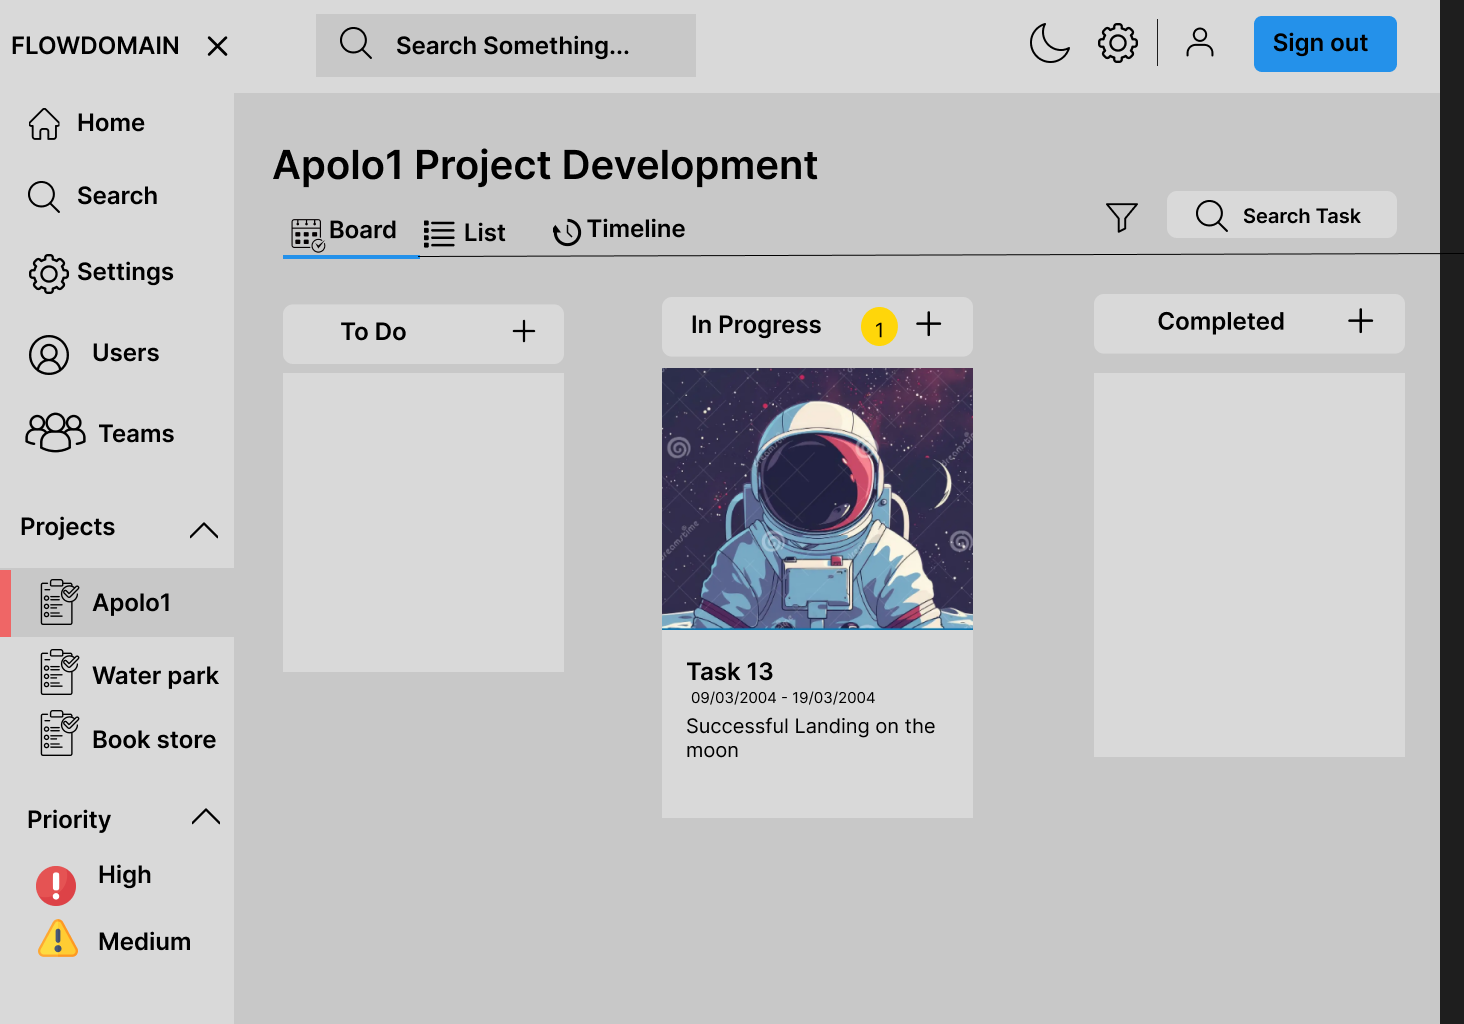 FLOWDOMAIN
Search Something...
Sign out
Home
Search
Settings
Users
Teams
Projects
Apolo1
Water park
Book store
Priority
High
Medium
Apolo1 Project Development
Board
List
Timeline
Search Task
To Do
In Progress
1
Completed
dreamstime
dreamstime
Task 13
09/03/2004 - 19/03/2004
Successful Landing on the
moon